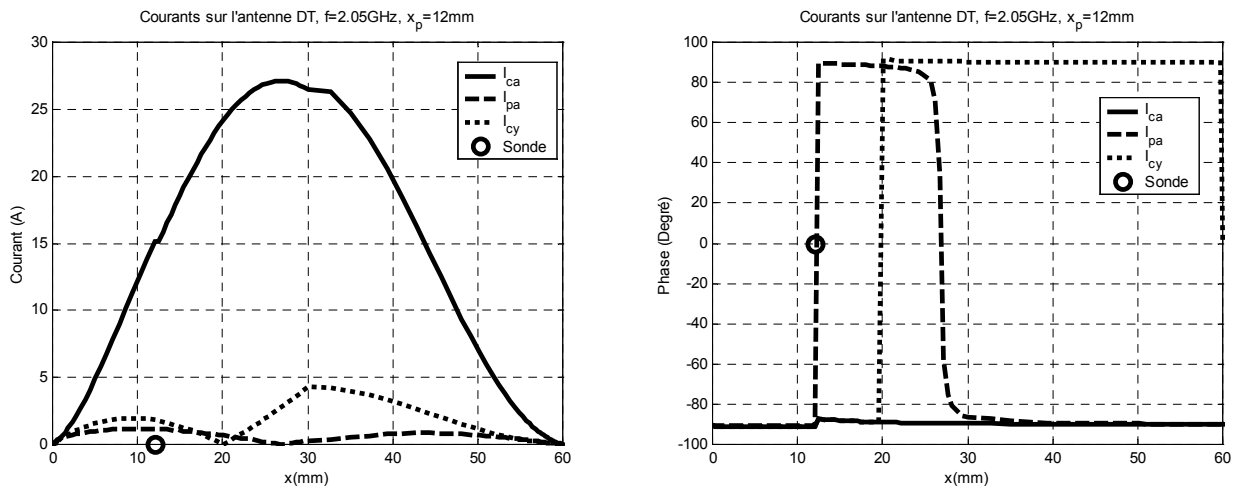 Courants sur l'antenne DT, f=2.05GHz, x_p=12mm
30
25
20
15
10
5
0
Courant (A)
0 10 20 30 40 50 60
x(mm)
I_ca
I_pa
I_cy
Sonde
Courants sur l'antenne DT, f=2.05GHz, x_p=12mm
100
80
60
40
20
0
-20
-40
-60
-80
-100
Phase (Degré)
0 10 20 30 40 50 60
x(mm)
I_ca
I_pa
I_cy
Sonde